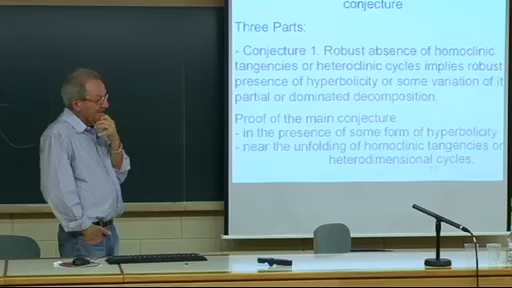 conjecture
Three Parts:
- Conjecture 1. Robust absence of homoclinic
tangencies or heteroclinic cycles implies robust
presence of hyperbolicity or some variation of it
partial or dominated decomposition.
Proof of the main conjecture:
- in the presence of some form of hyperbolicity
- near the unfolding of homoclinic tangencies or
heterodimensional cycles.